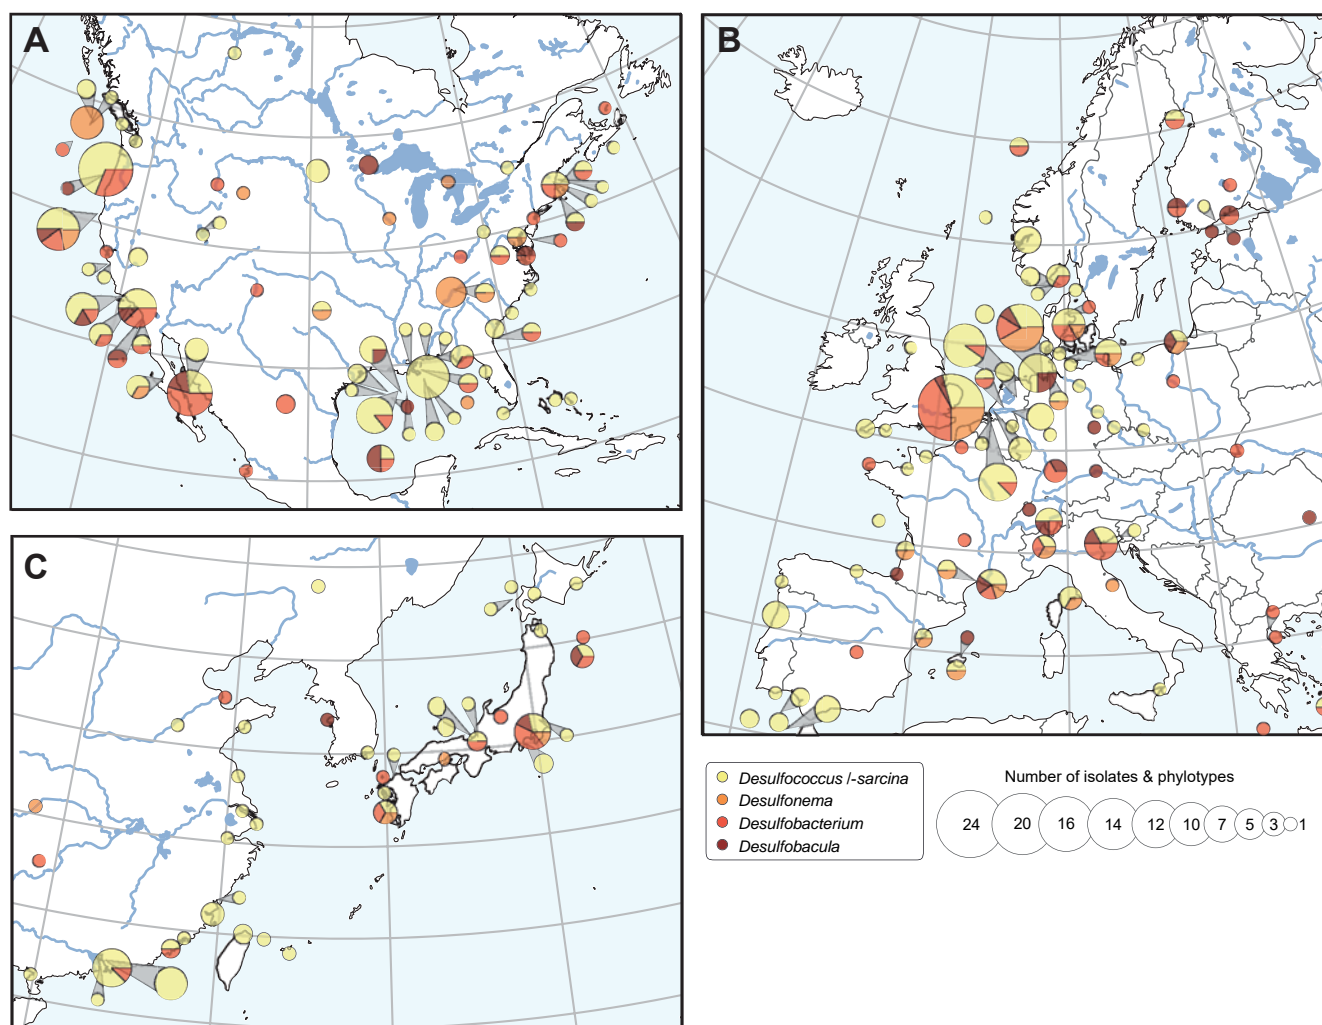 A
B
C
Desulfococcus /-sarcina
Desulfonema
Desulfobacterium
Desulfobacula
Number of isolates & phylotypes
24 20 16 14 12 10 7 5 3 1